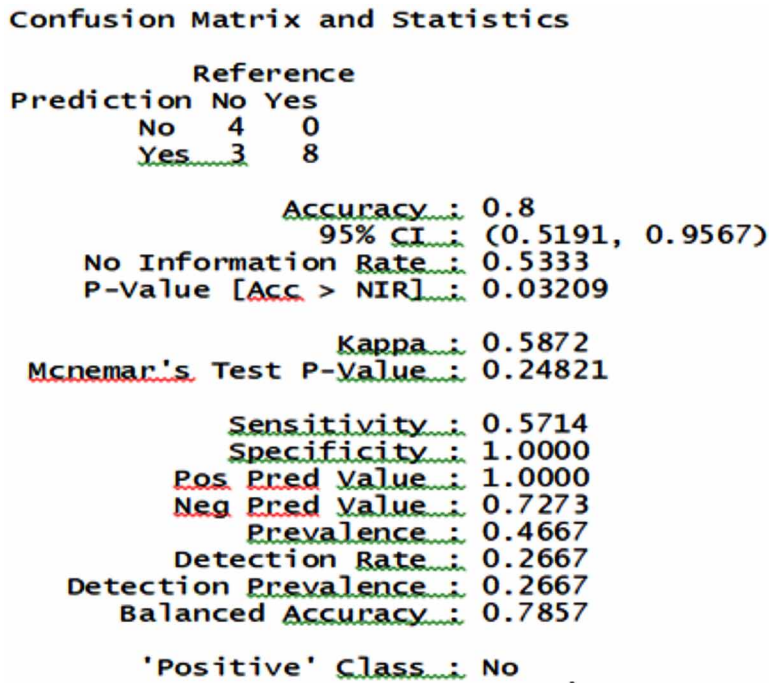 Confusion Matrix and Statistics
Reference
Prediction No Yes
No 4 0
Yes 3 8
Accuracy : 0.8
95% CI : (0.5191, 0.9567)
No Information Rate : 0.5333
P-Value [Acc > NIR] : 0.03209
Kappa : 0.5872
Mcnemar's Test P-Value : 0.24821
Sensitivity : 0.5714
Specificity : 1.0000
Pos Pred Value : 1.0000
Neg Pred Value : 0.7273
Prevalence : 0.4667
Detection Rate : 0.2667
Detection Prevalence : 0.2667
Balanced Accuracy : 0.7857
'Positive' Class : No